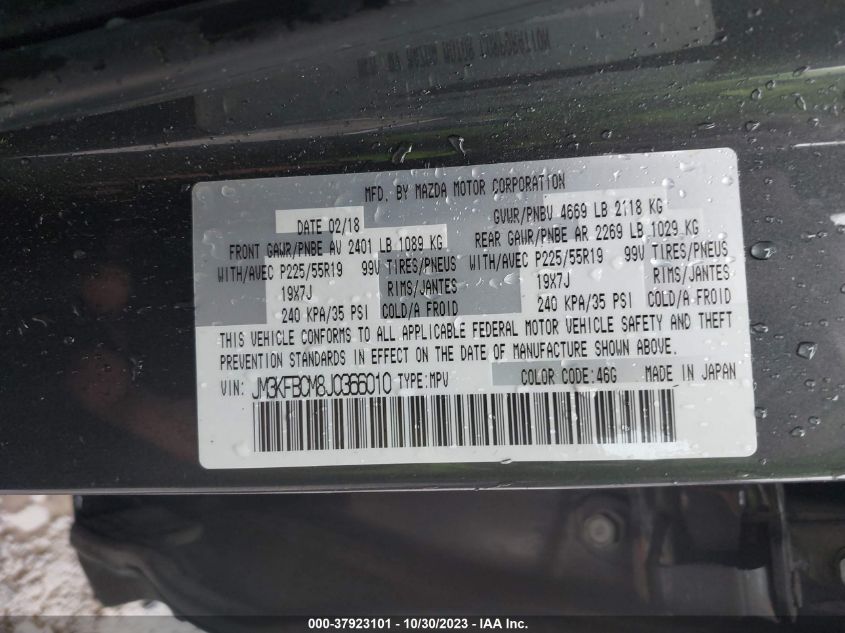 MFD. BY MAZDA MOTOR CORPORATION
DATE 02/18 GVWR/PNBV 4669 LB 2118 KG
FRONT GAWR/PNBE AV 2401 LB 1089 KG REAR GAWR/PNBE AR 2269 LB 1029 KG
WITH/AVEC P225/55R19 99V TIRES/PNEUS WITH/AVEC P225/55R19 99V TIRES/PNEUS
19X7J RIMS/JANTES 19X7J RIMS/JANTES
240 KPA/35 PSI COLD/A FROID 240 KPA/35 PSI COLD/A FROID
THIS VEHICLE CONFORMS TO ALL APPLICABLE FEDERAL MOTOR VEHICLE SAFETY AND THEFT
PREVENTION STANDARDS IN EFFECT ON THE DATE OF MANUFACTURE SHOWN ABOVE.
VIN: JM3KFBCM8J0366010 TYPE:MPV COLOR CODE:46G MADE IN JAPAN
000-37923101 - 10/30/2023 - IAA Inc.